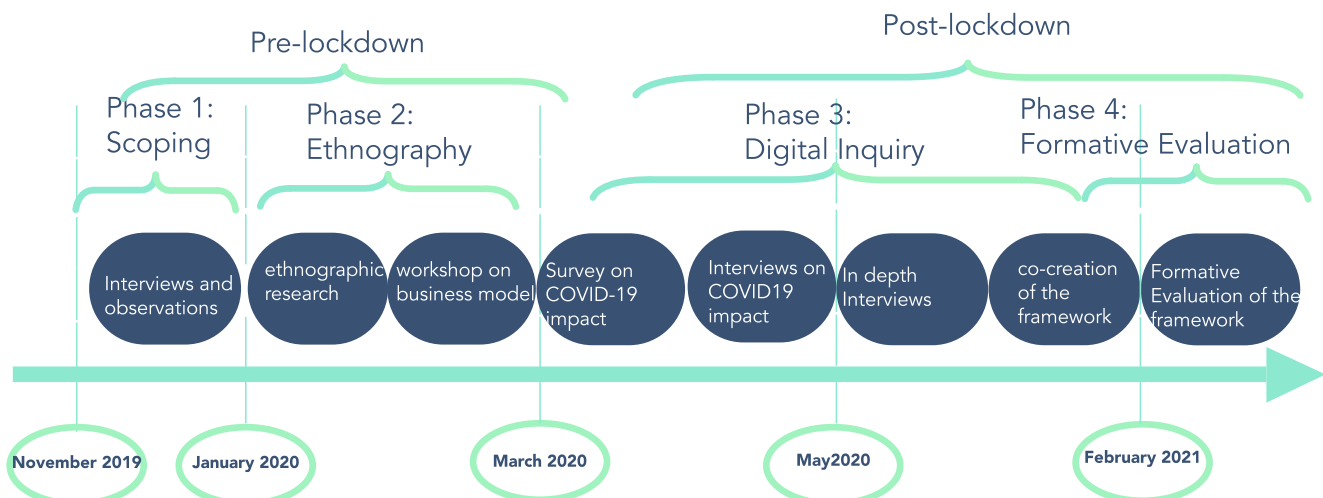 Pre-lockdown
Post-lockdown
Phase 1:
Scoping
Phase 2:
Ethnography
Phase 3:
Digital Inquiry
Phase 4:
Formative Evaluation
Interviews and
observations
ethnographic
research
workshop on
business model
Survey on
COVID-19
impact
Interviews on
COVID19
impact
In depth
Interviews
co-creation
of the
framework
Formative
Evaluation of the
framework
November 2019
January 2020
March 2020
May2020
February 2021